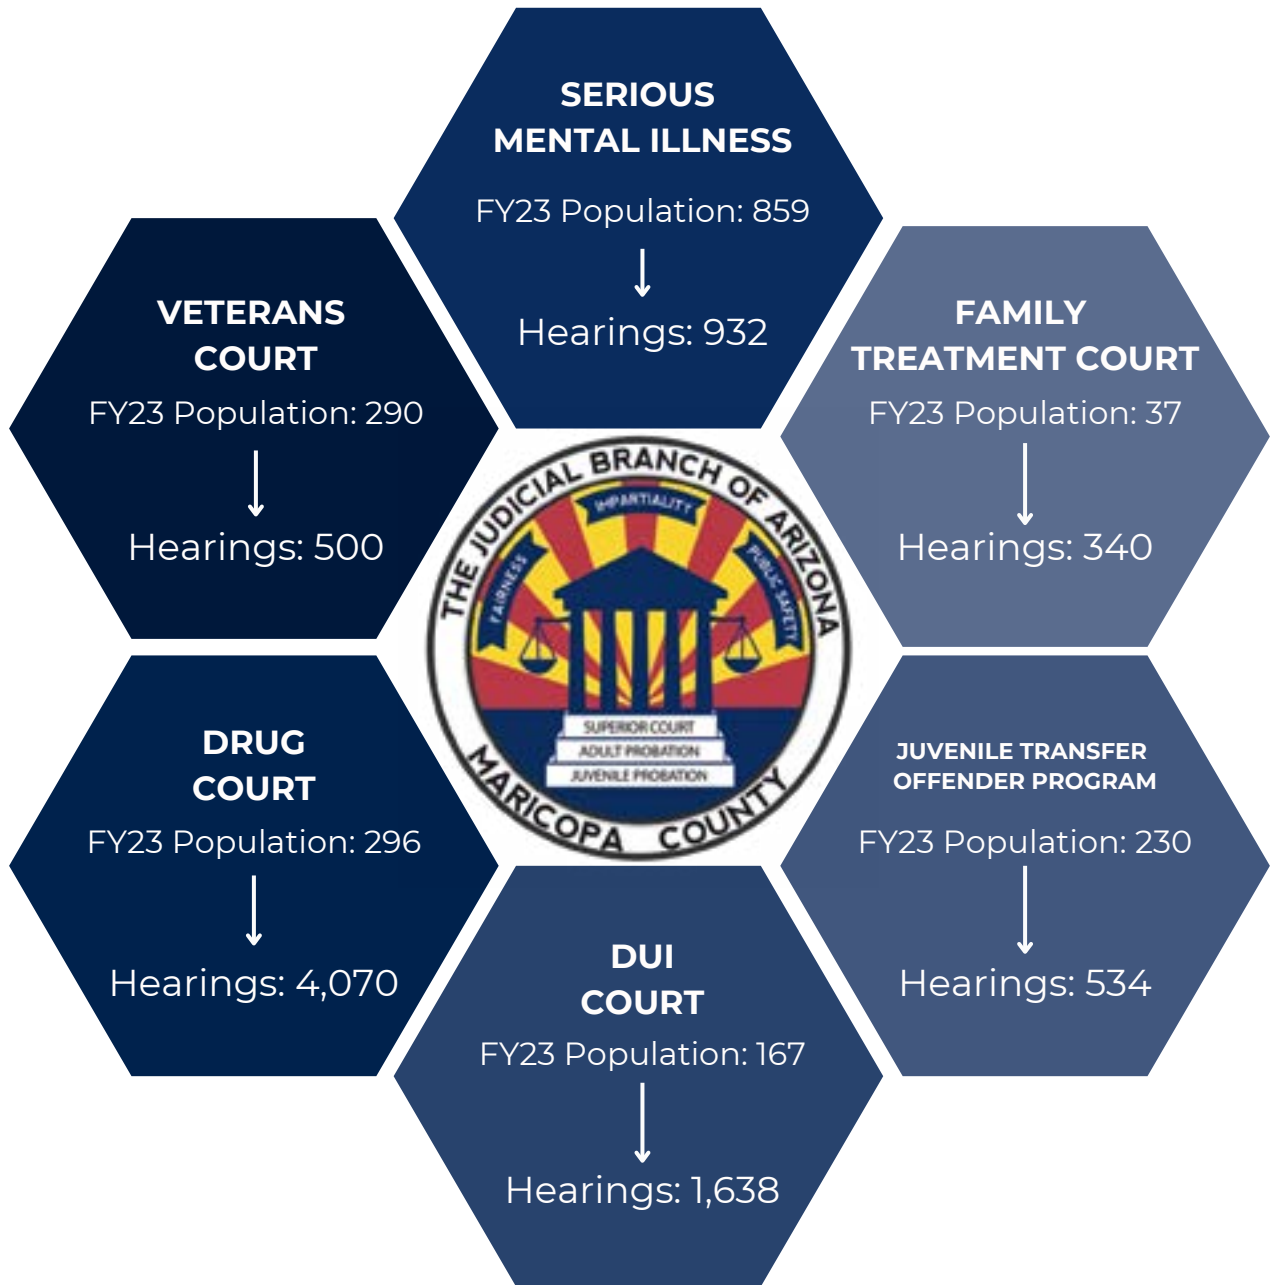 SERIOUS
MENTAL ILLNESS
FY23 Population: 859
Hearings: 932
VETERANS
COURT
FY23 Population: 290
Hearings: 500
FAMILY
TREATMENT COURT
FY23 Population: 37
Hearings: 340
THE JUDICIAL BRANCH OF ARIZONA
IMPARTIALITY
FAIRNESS
PUBLIC SAFETY
SUPERIOR COURT
ADULT PROBATION
JUVENILE PROBATION
MARICOPA COUNTY
DRUG
COURT
FY23 Population: 296
Hearings: 4,070
JUVENILE TRANSFER
OFFENDER PROGRAM
FY23 Population: 230
Hearings: 534
DUI
COURT
FY23 Population: 167
Hearings: 1,638